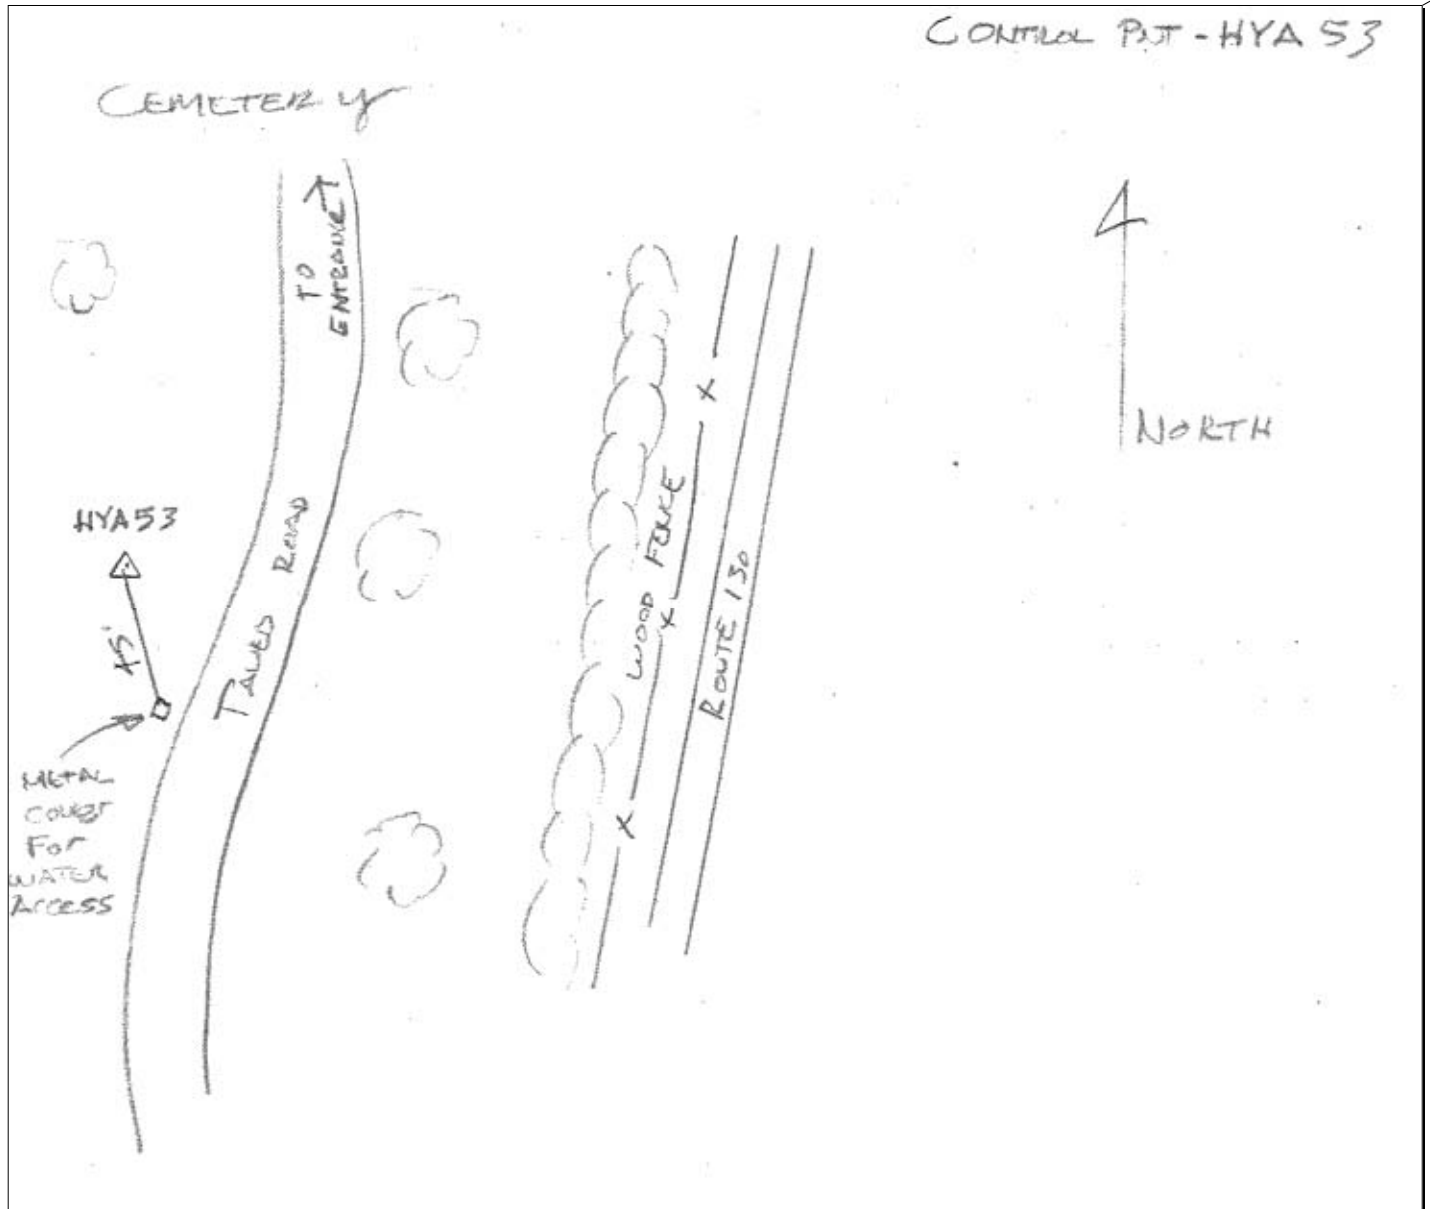 CONTROL PNT - HYA 53
CEMETERY
TO
ENTRANCE
NORTH
HYA53
PAVED ROAD
WOOD FENCE
ROUTE 130
45'
METAL
COVER
FOR
WATER
ACCESS